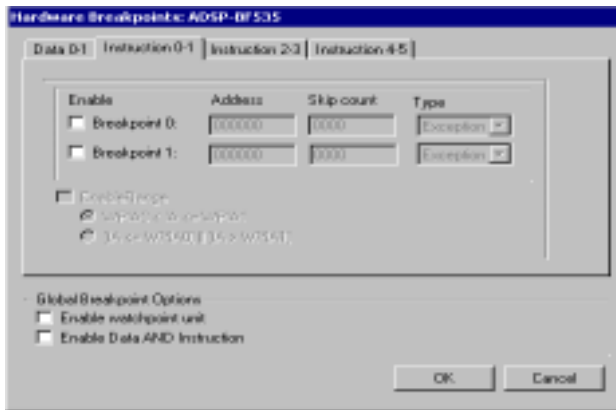 Hardware Breakpoints: ADSP-BF535
Data 0-1 Instruction 0-1 Instruction 2-3 Instruction 4-5
Enable Address Skip count Type
Breakpoint 0: 000000 0000 Exception
Breakpoint 1: 000000 0000 Exception
Enable Range
Global Breakpoint Options
Enable watchpoint unit
Enable Data AND Instruction
OK Cancel